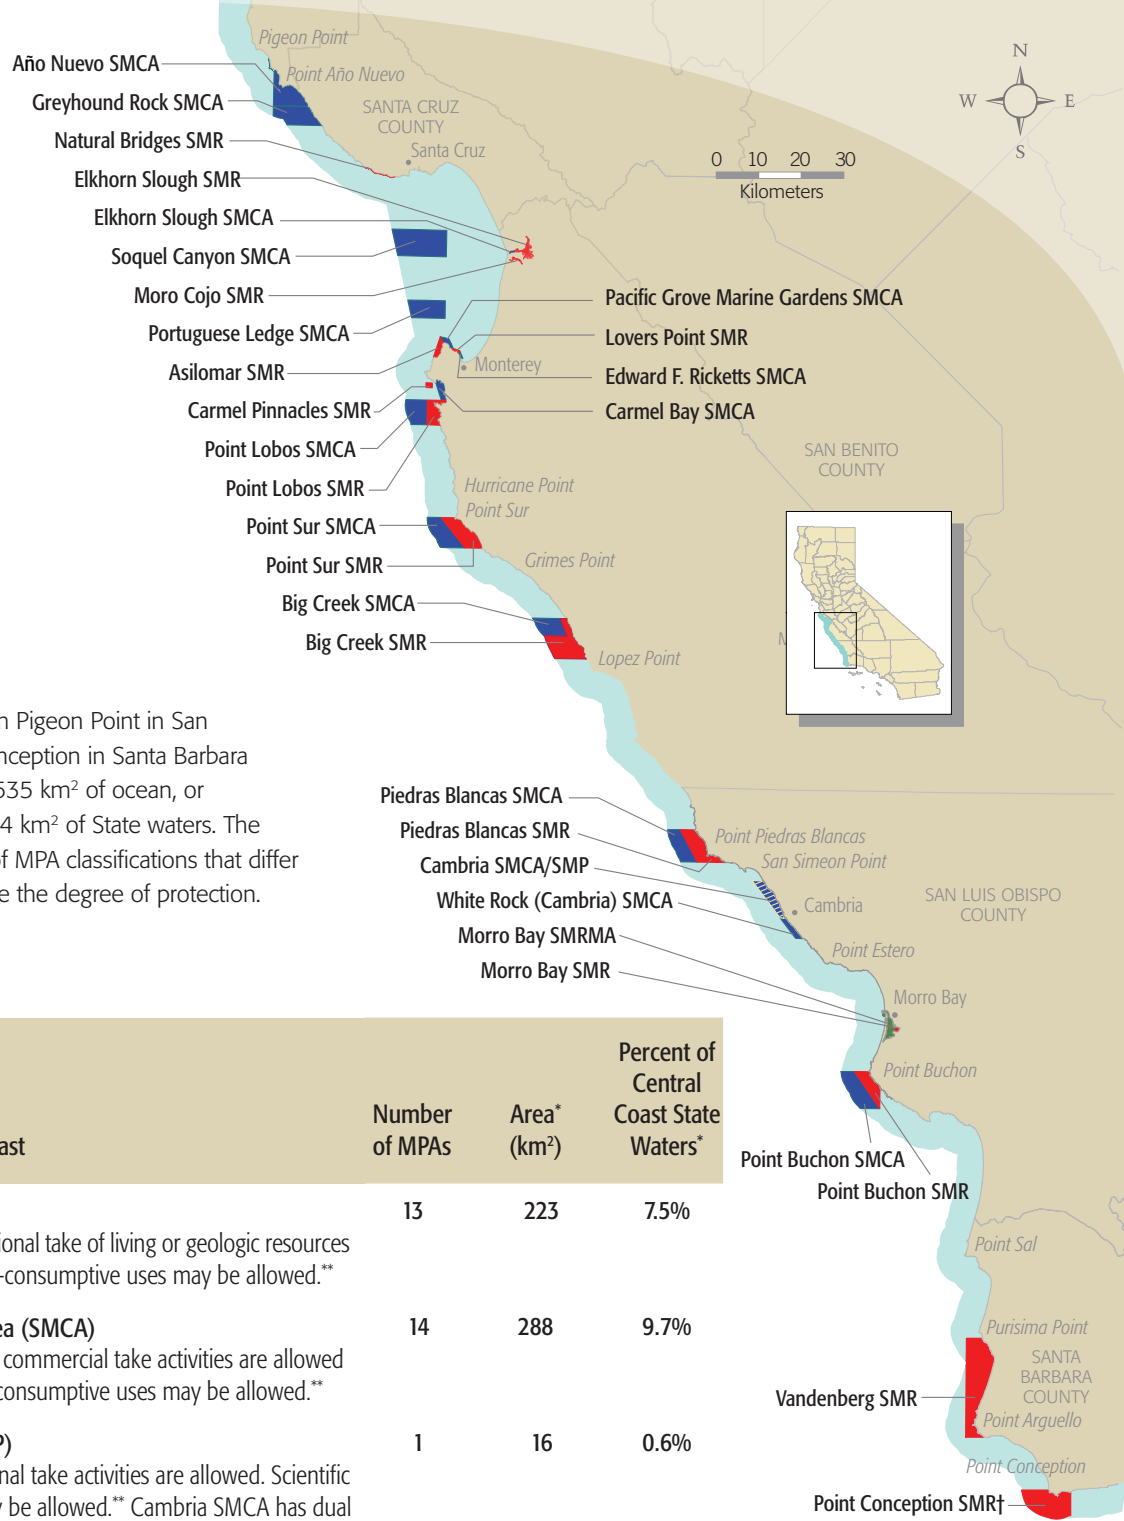 Pigeon Point
Año Nuevo SMCA
Point Año Nuevo
Greyhound Rock SMCA
SANTA CRUZ
COUNTY
Natural Bridges SMR
Santa Cruz
Elkhorn Slough SMR
Elkhorn Slough SMCA
Soquel Canyon SMCA
Moro Cojo SMR
Portuguese Ledge SMCA
Asilomar SMR
Carmel Pinnacles SMR
Point Lobos SMCA
Point Lobos SMR
Point Sur SMCA
Point Sur SMR
Big Creek SMCA
Big Creek SMR
N
W E
S
0 10 20 30
Kilometers
Pacific Grove Marine Gardens SMCA
Lovers Point SMR
Monterey
Edward F. Ricketts SMCA
Carmel Bay SMCA
SAN BENITO
COUNTY
Hurricane Point
Point Sur
Grimes Point
Lopez Point
M
n Pigeon Point in San
nception in Santa Barbara
535 km² of ocean, or
4 km² of State waters. The
of MPA classifications that differ
e the degree of protection.
Piedras Blancas SMCA
Piedras Blancas SMR
Cambria SMCA/SMP
White Rock (Cambria) SMCA
Morro Bay SMRMA
Morro Bay SMR
Point Piedras Blancas
San Simeon Point
Cambria
SAN LUIS OBISPO
COUNTY
Point Estero
Morro Bay
Point Buchon
Point Buchon SMCA
Point Buchon SMR
Point Sal
Purisima Point
SANTA
BARBARA
COUNTY
Vandenberg SMR
Point Arguello
Point Conception
Point Conception SMR†
ast
Number
of MPAs
Area*
(km²)
Percent of
Central
Coast State
Waters*
13 223 7.5%
ional take of living or geologic resources
-consumptive uses may be allowed.**
ea (SMCA) 14 288 9.7%
commercial take activities are allowed
consumptive uses may be allowed.**
P) 1 16 0.6%
nal take activities are allowed. Scientific
y be allowed.** Cambria SMCA has dual